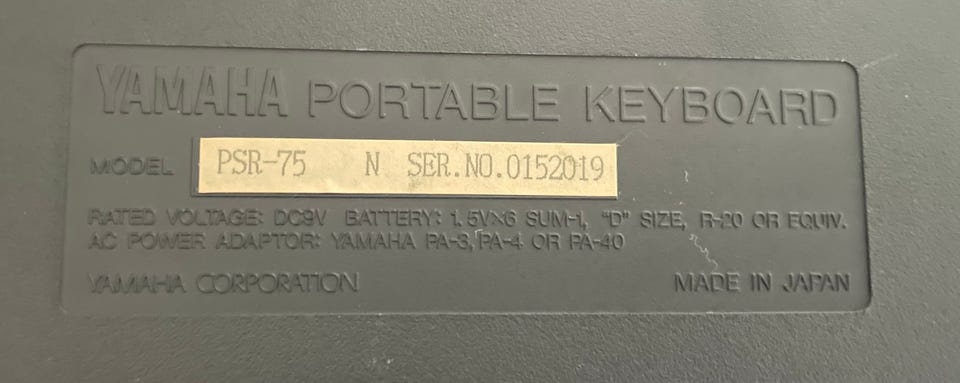 YAMAHA PORTABLE KEYBOARD
MODEL PSR-75 N SER.NO.0152019
RATED VOLTAGE: DC9V BATTERY: 1.5V×6 SUM-1, "D" SIZE, R-20 OR EQUIV.
AC POWER ADAPTOR: YAMAHA PA-3, PA-4 OR PA-40
YAMAHA CORPORATION MADE IN JAPAN